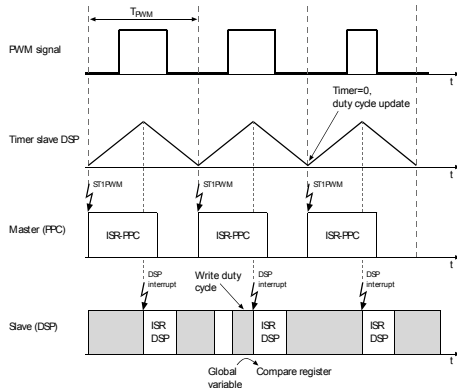 T PWM
PWM signal
t
Timer=0,
duty cycle update
Timer slave DSP
t
ST1PWM
ST1PWM
ST1PWM
Master (PPC)
ISR-PPC
ISR-PPC
ISR-PPC
t
DSP
interrupt
Write duty
cycle
DSP
interrupt
DSP
interrupt
Slave (DSP)
ISR
DSP
ISR
DSP
ISR
DSP
t
Global
variable
Compare register